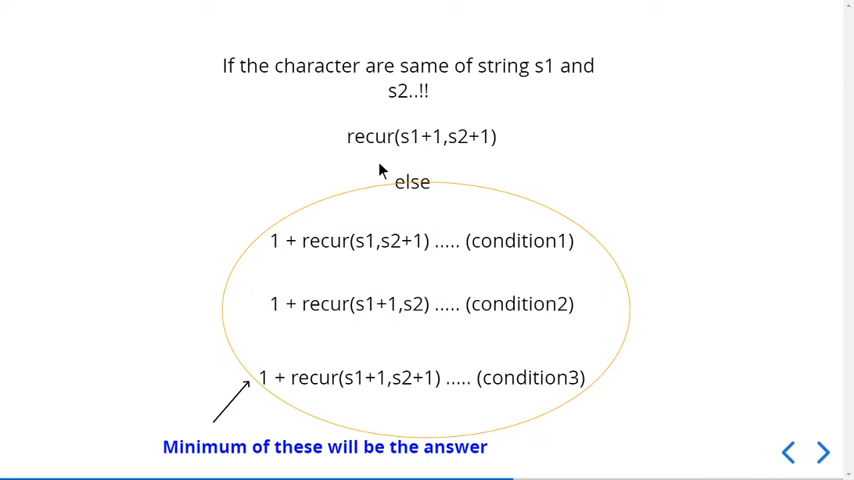 If the character are same of string s1 and
s2..!!
recur(s1+1,s2+1)
else
1 + recur(s1,s2+1) ..... (condition1)
1 + recur(s1+1,s2) ..... (condition2)
1 + recur(s1+1,s2+1) ..... (condition3)
Minimum of these will be the answer